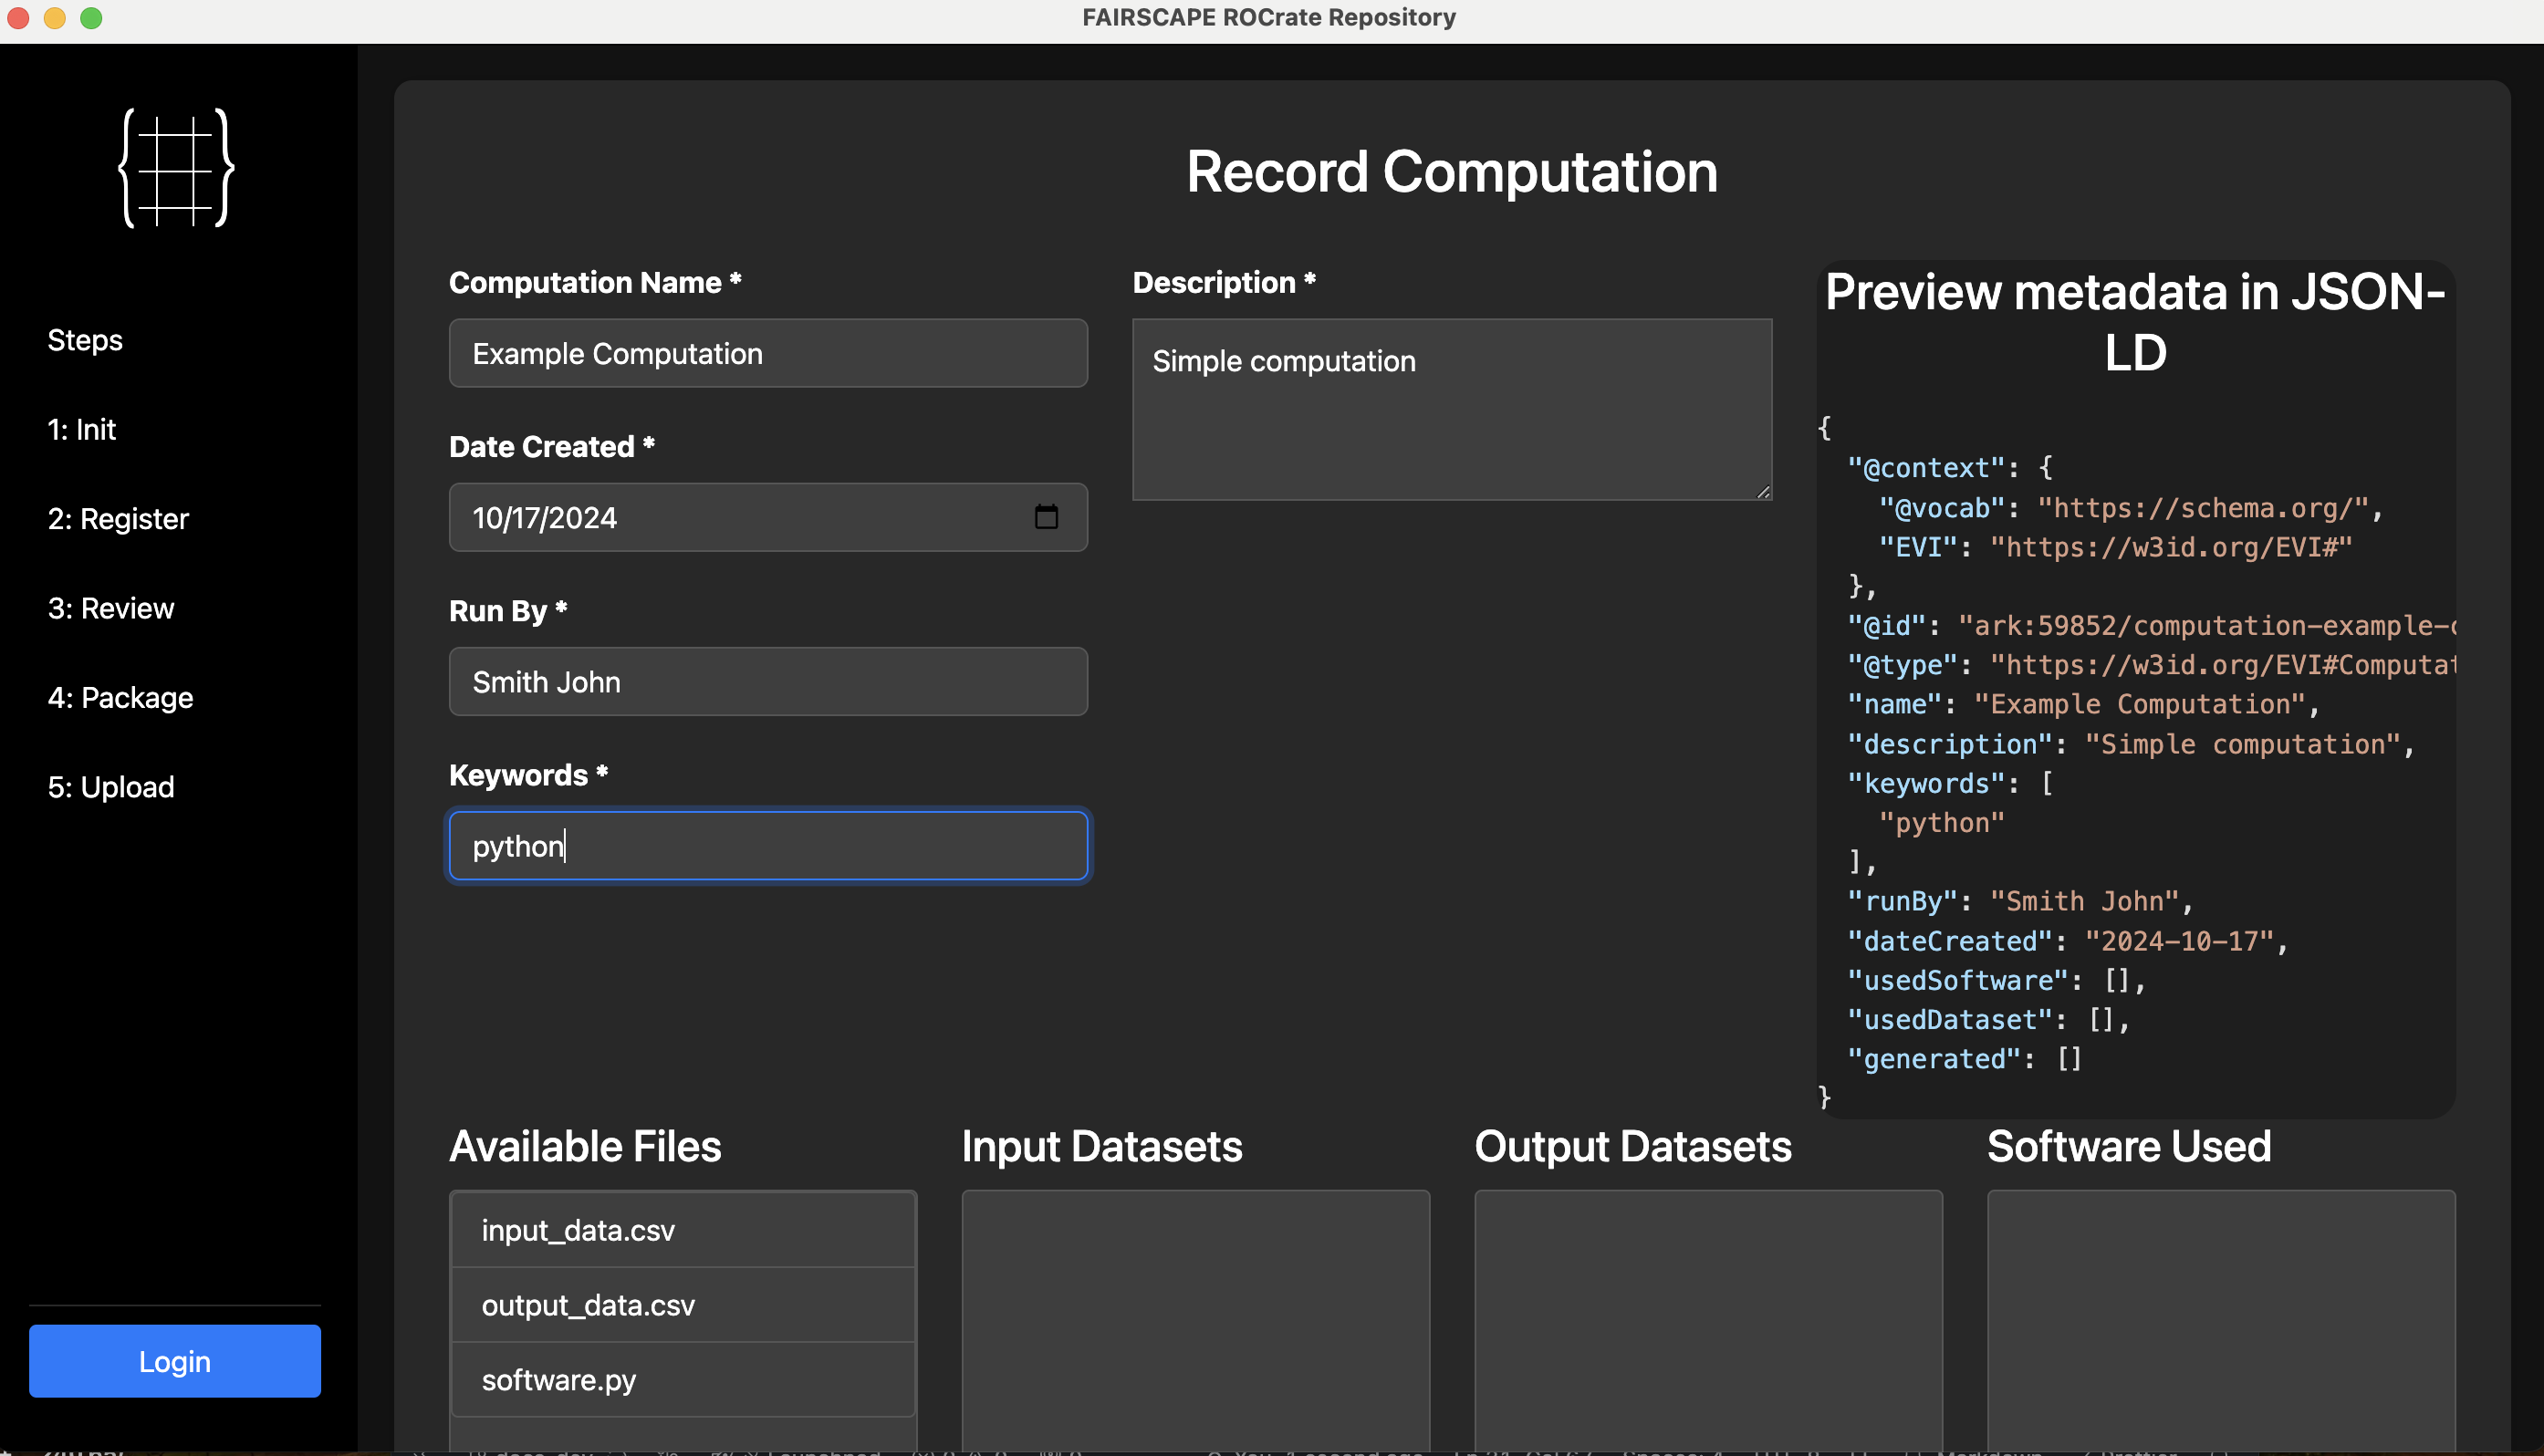 FAIRSCAPE ROCrate Repository
Steps
1: Init
2: Register
3: Review
4: Package
5: Upload
Login
Record Computation
Computation Name *
Example Computation
Date Created *
10/17/2024
Run By *
Smith John
Keywords *
python
Description *
Simple computation
Preview metadata in JSON-
LD
{
"@context": {
"@vocab": "https://schema.org/",
"EVI": "https://w3id.org/EVI#"
},
"@id": "ark:59852/computation-example-
"@type": "https://w3id.org/EVI#Computat
"name": "Example Computation",
"description": "Simple computation",
"keywords": [
"python"
],
"runBy": "Smith John",
"dateCreated": "2024-10-17",
"usedSoftware": [],
"usedDataset": [],
"generated": []
}
Available Files
input_data.csv
output_data.csv
software.py
Input Datasets
Output Datasets
Software Used